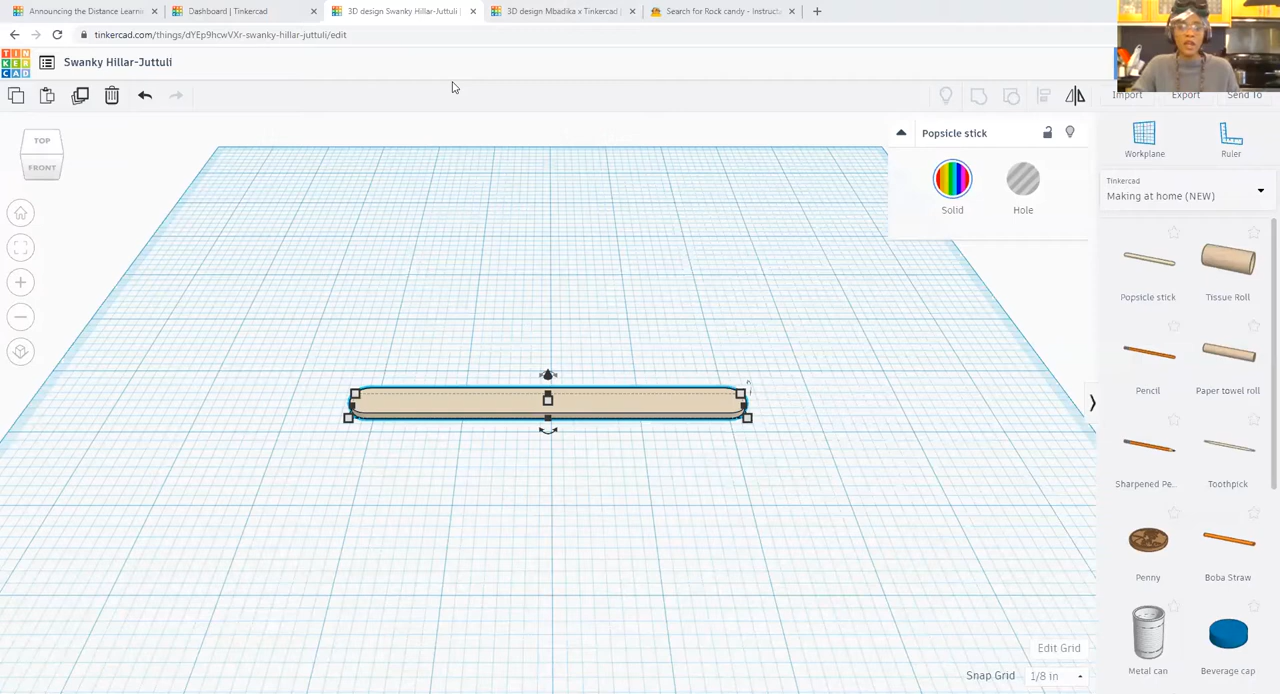 Announcing the Distance Learni
Dashboard | Tinkercad
3D design Swanky Hillar-Juttuli |
3D design Mbadika x Tinkercad |
Search for Rock candy - Instruct
tinkercad.com/things/dYEp9hcwVXr-swanky-hillar-juttuli/edit
TIN
KER
CAD
Swanky Hillar-Juttuli
Import
Export
Send To
TOP
FRONT
Popsicle stick
Solid
Hole
Workplane
Ruler
Tinkercad
Making at home (NEW)
Popsicle stick
Tissue Roll
Pencil
Paper towel roll
Sharpened Pe..
Toothpick
Penny
Boba Straw
Metal can
Beverage cap
Edit Grid
Snap Grid
1/8 in